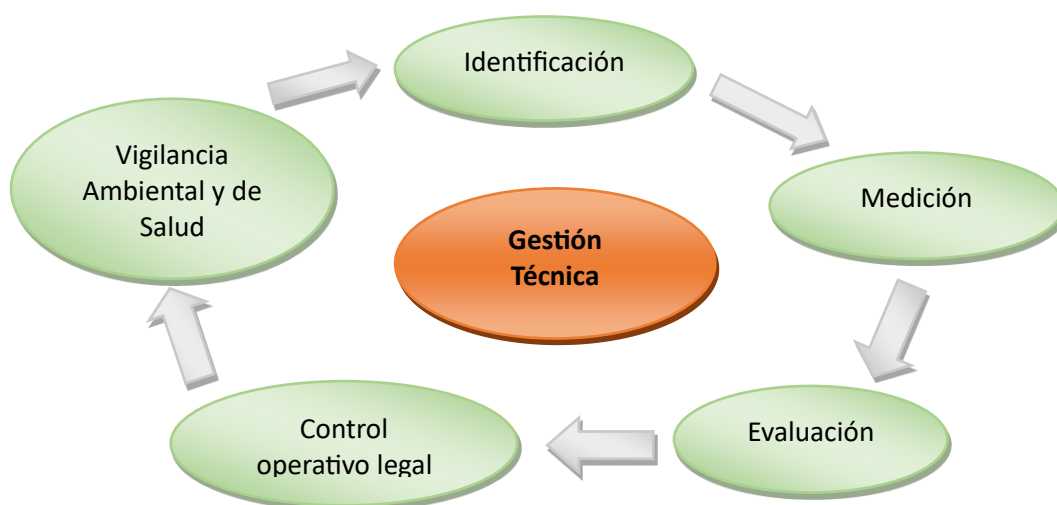 Identificación
Medición
Evaluación
Control
operativo legal
Vigilancia
Ambiental y de
Salud
Gestión
Técnica